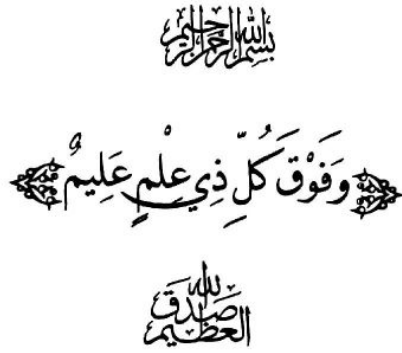 بسم الله الرحمن الرحيم
وَفَوْقَ كُلِّ ذِي عِلْمٍ عَلِيمٌ
صدق الله العظيم